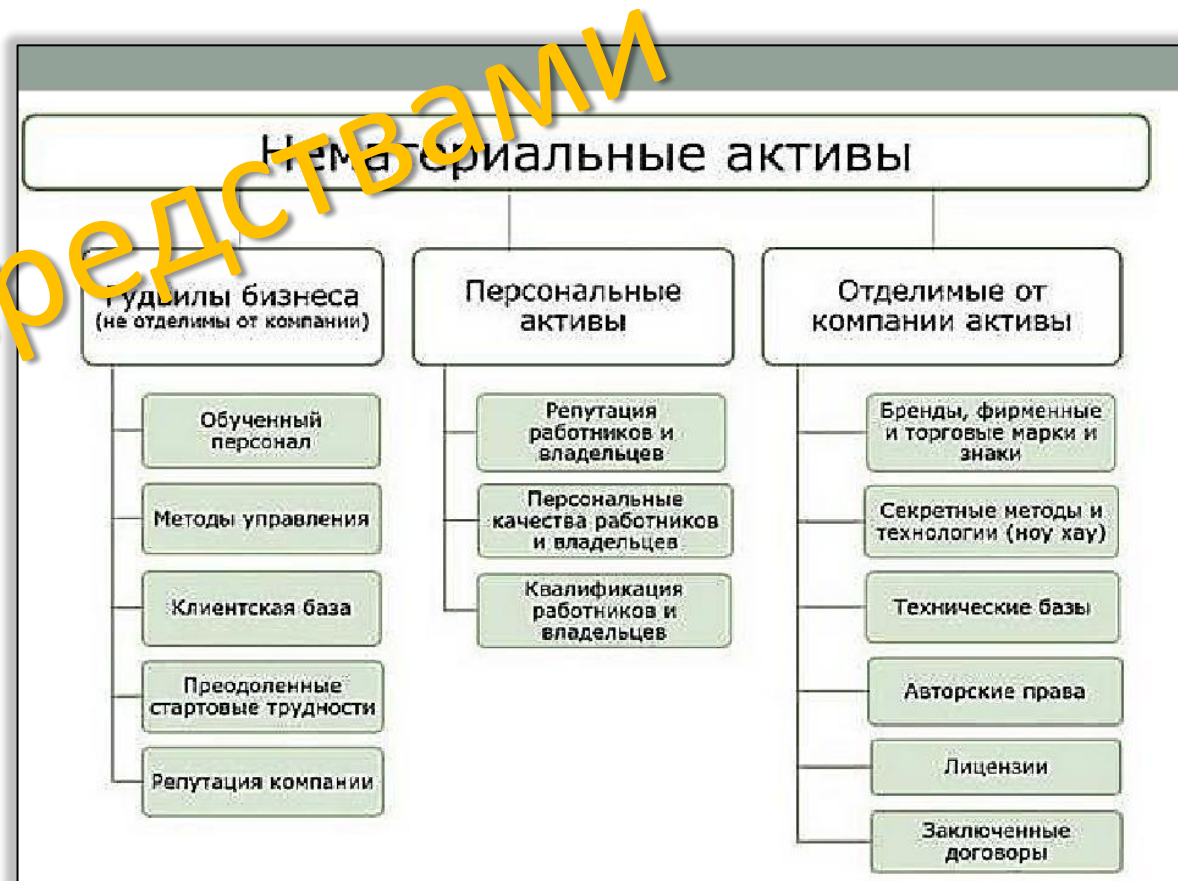 редствами
Нематериальные активы
Гудвилы бизнеса
(не отделимы от компании)
Обученный
персонал
Методы управления
Клиентская база
Преодоленные
стартовые трудности
Репутация компании
Персональные
активы
Репутация
работников и
владельцев
Персональные
качества работников
и владельцев
Квалификация
работников и
владельцев
Отделимые от
компании активы
Бренды, фирменные
и торговые марки и
знаки
Секретные методы и
технологии (ноу хау)
Технические базы
Авторские права
Лицензии
Заключенные
договоры